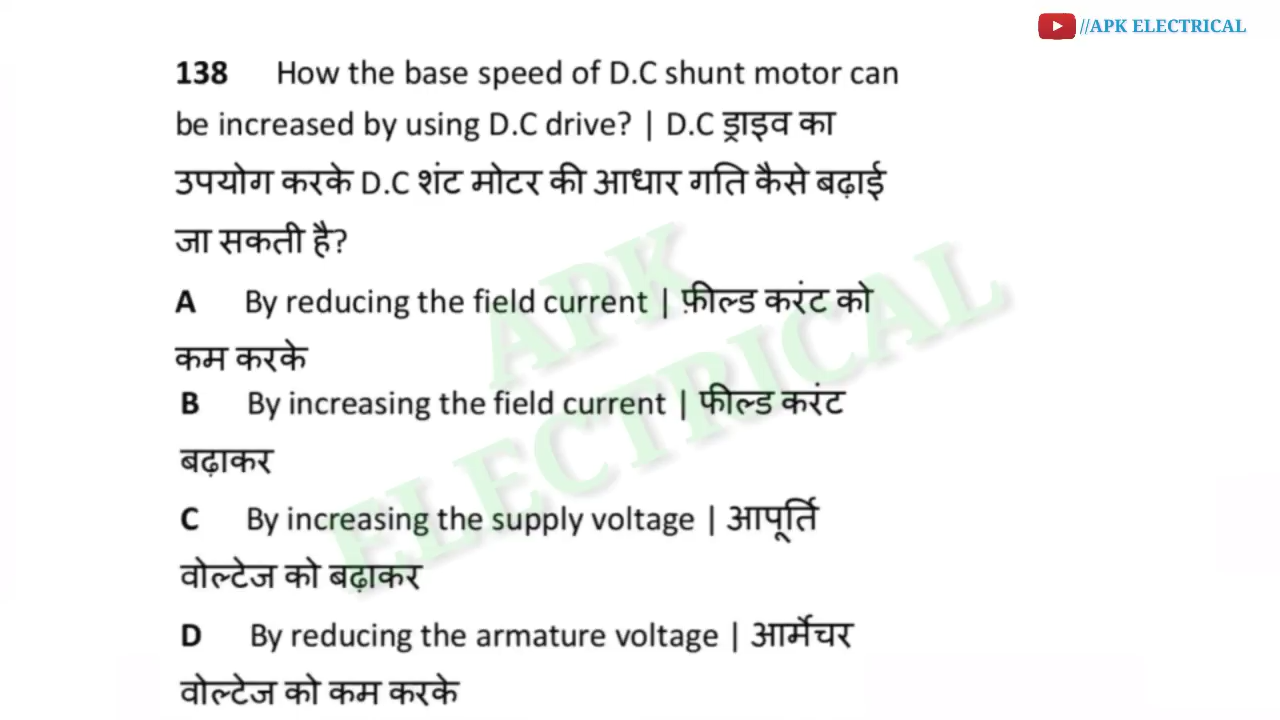 //APK ELECTRICAL
138 How the base speed of D.C shunt motor can
be increased by using D.C drive? | D.C ड्राइव का
उपयोग करके D.C शंट मोटर की आधार गति कैसे बढ़ाई
जा सकती है?
A By reducing the field current | फ़ील्ड करंट को
कम करके
B By increasing the field current | फील्ड करंट
बढ़ाकर
C By increasing the supply voltage | आपूर्ति
वोल्टेज को बढ़ाकर
D By reducing the armature voltage | आर्मेचर
वोल्टेज को कम करके
APK
ELECTRICAL